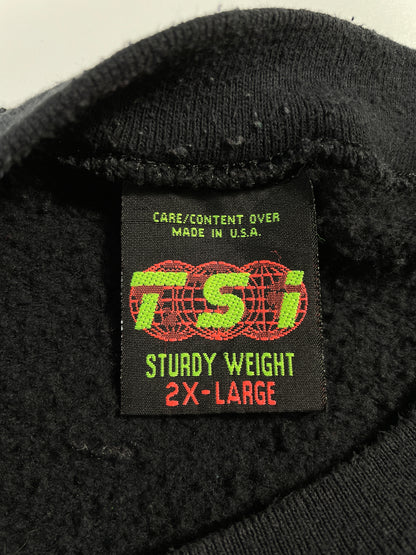 CARE/CONTENT OVER
MADE IN U.S.A.
TSi
STURDY WEIGHT
2X-LARGE